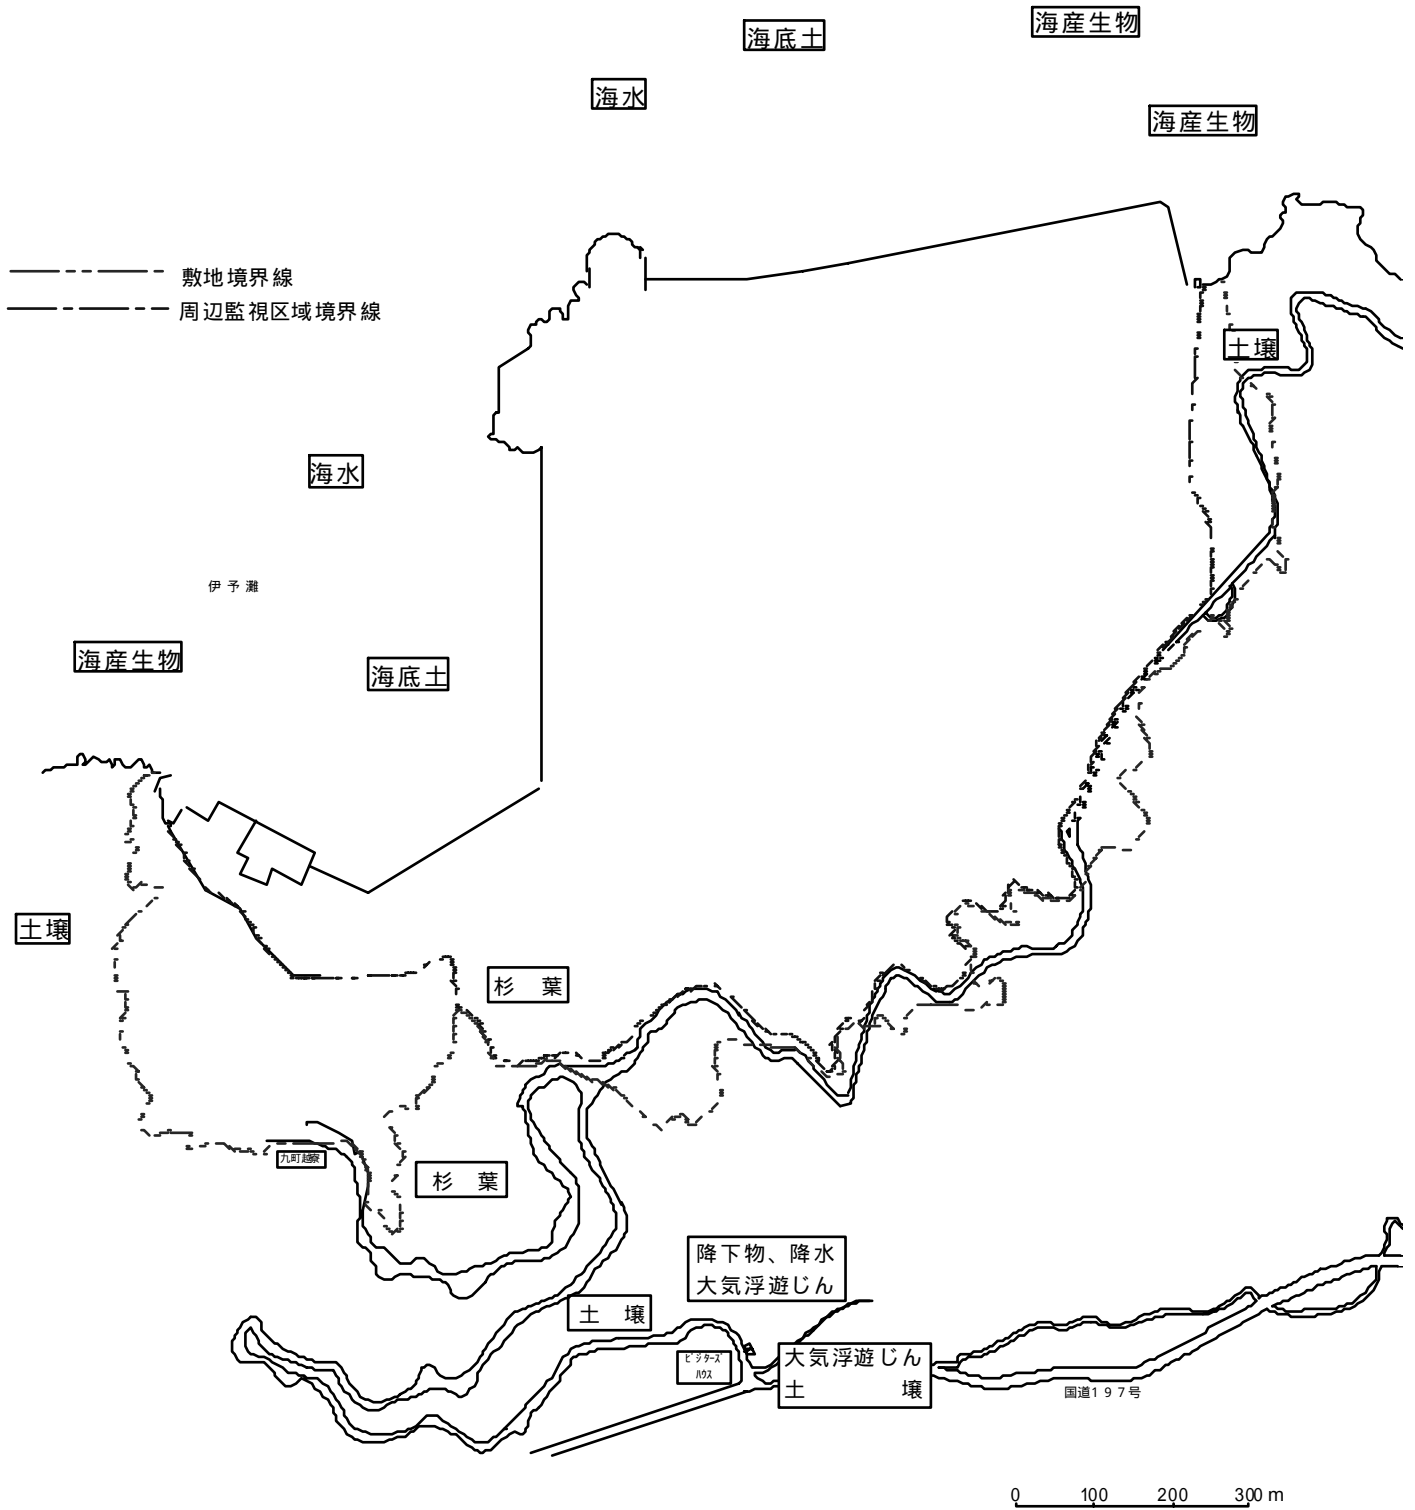 海産生物
海底土
海水
海産生物
敷地境界線
周辺監視区域境界線
土壌
海水
伊予灘
海産生物
海底土
土壌
杉 葉
九町越寮
杉 葉
降下物、降水
大気浮遊じん
土 壌
ビジターズ
ハウス
大気浮遊じん
土 壌
国道197号
0 100 200 300 m